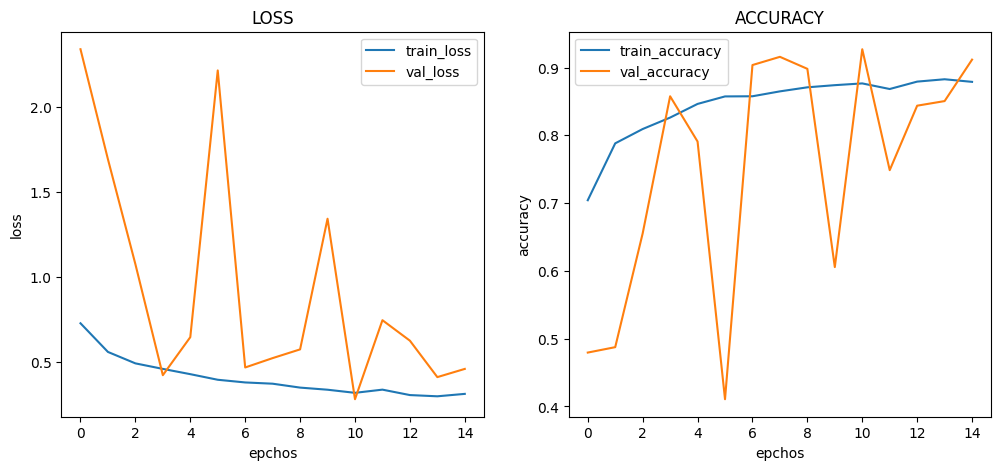 LOSS
train_loss
val_loss
2.0
1.5
1.0
0.5
loss
0 2 4 6 8 10 12 14
epchos
ACCURACY
train_accuracy
val_accuracy
0.9
0.8
0.7
0.6
0.5
0.4
accuracy
0 2 4 6 8 10 12 14
epchos